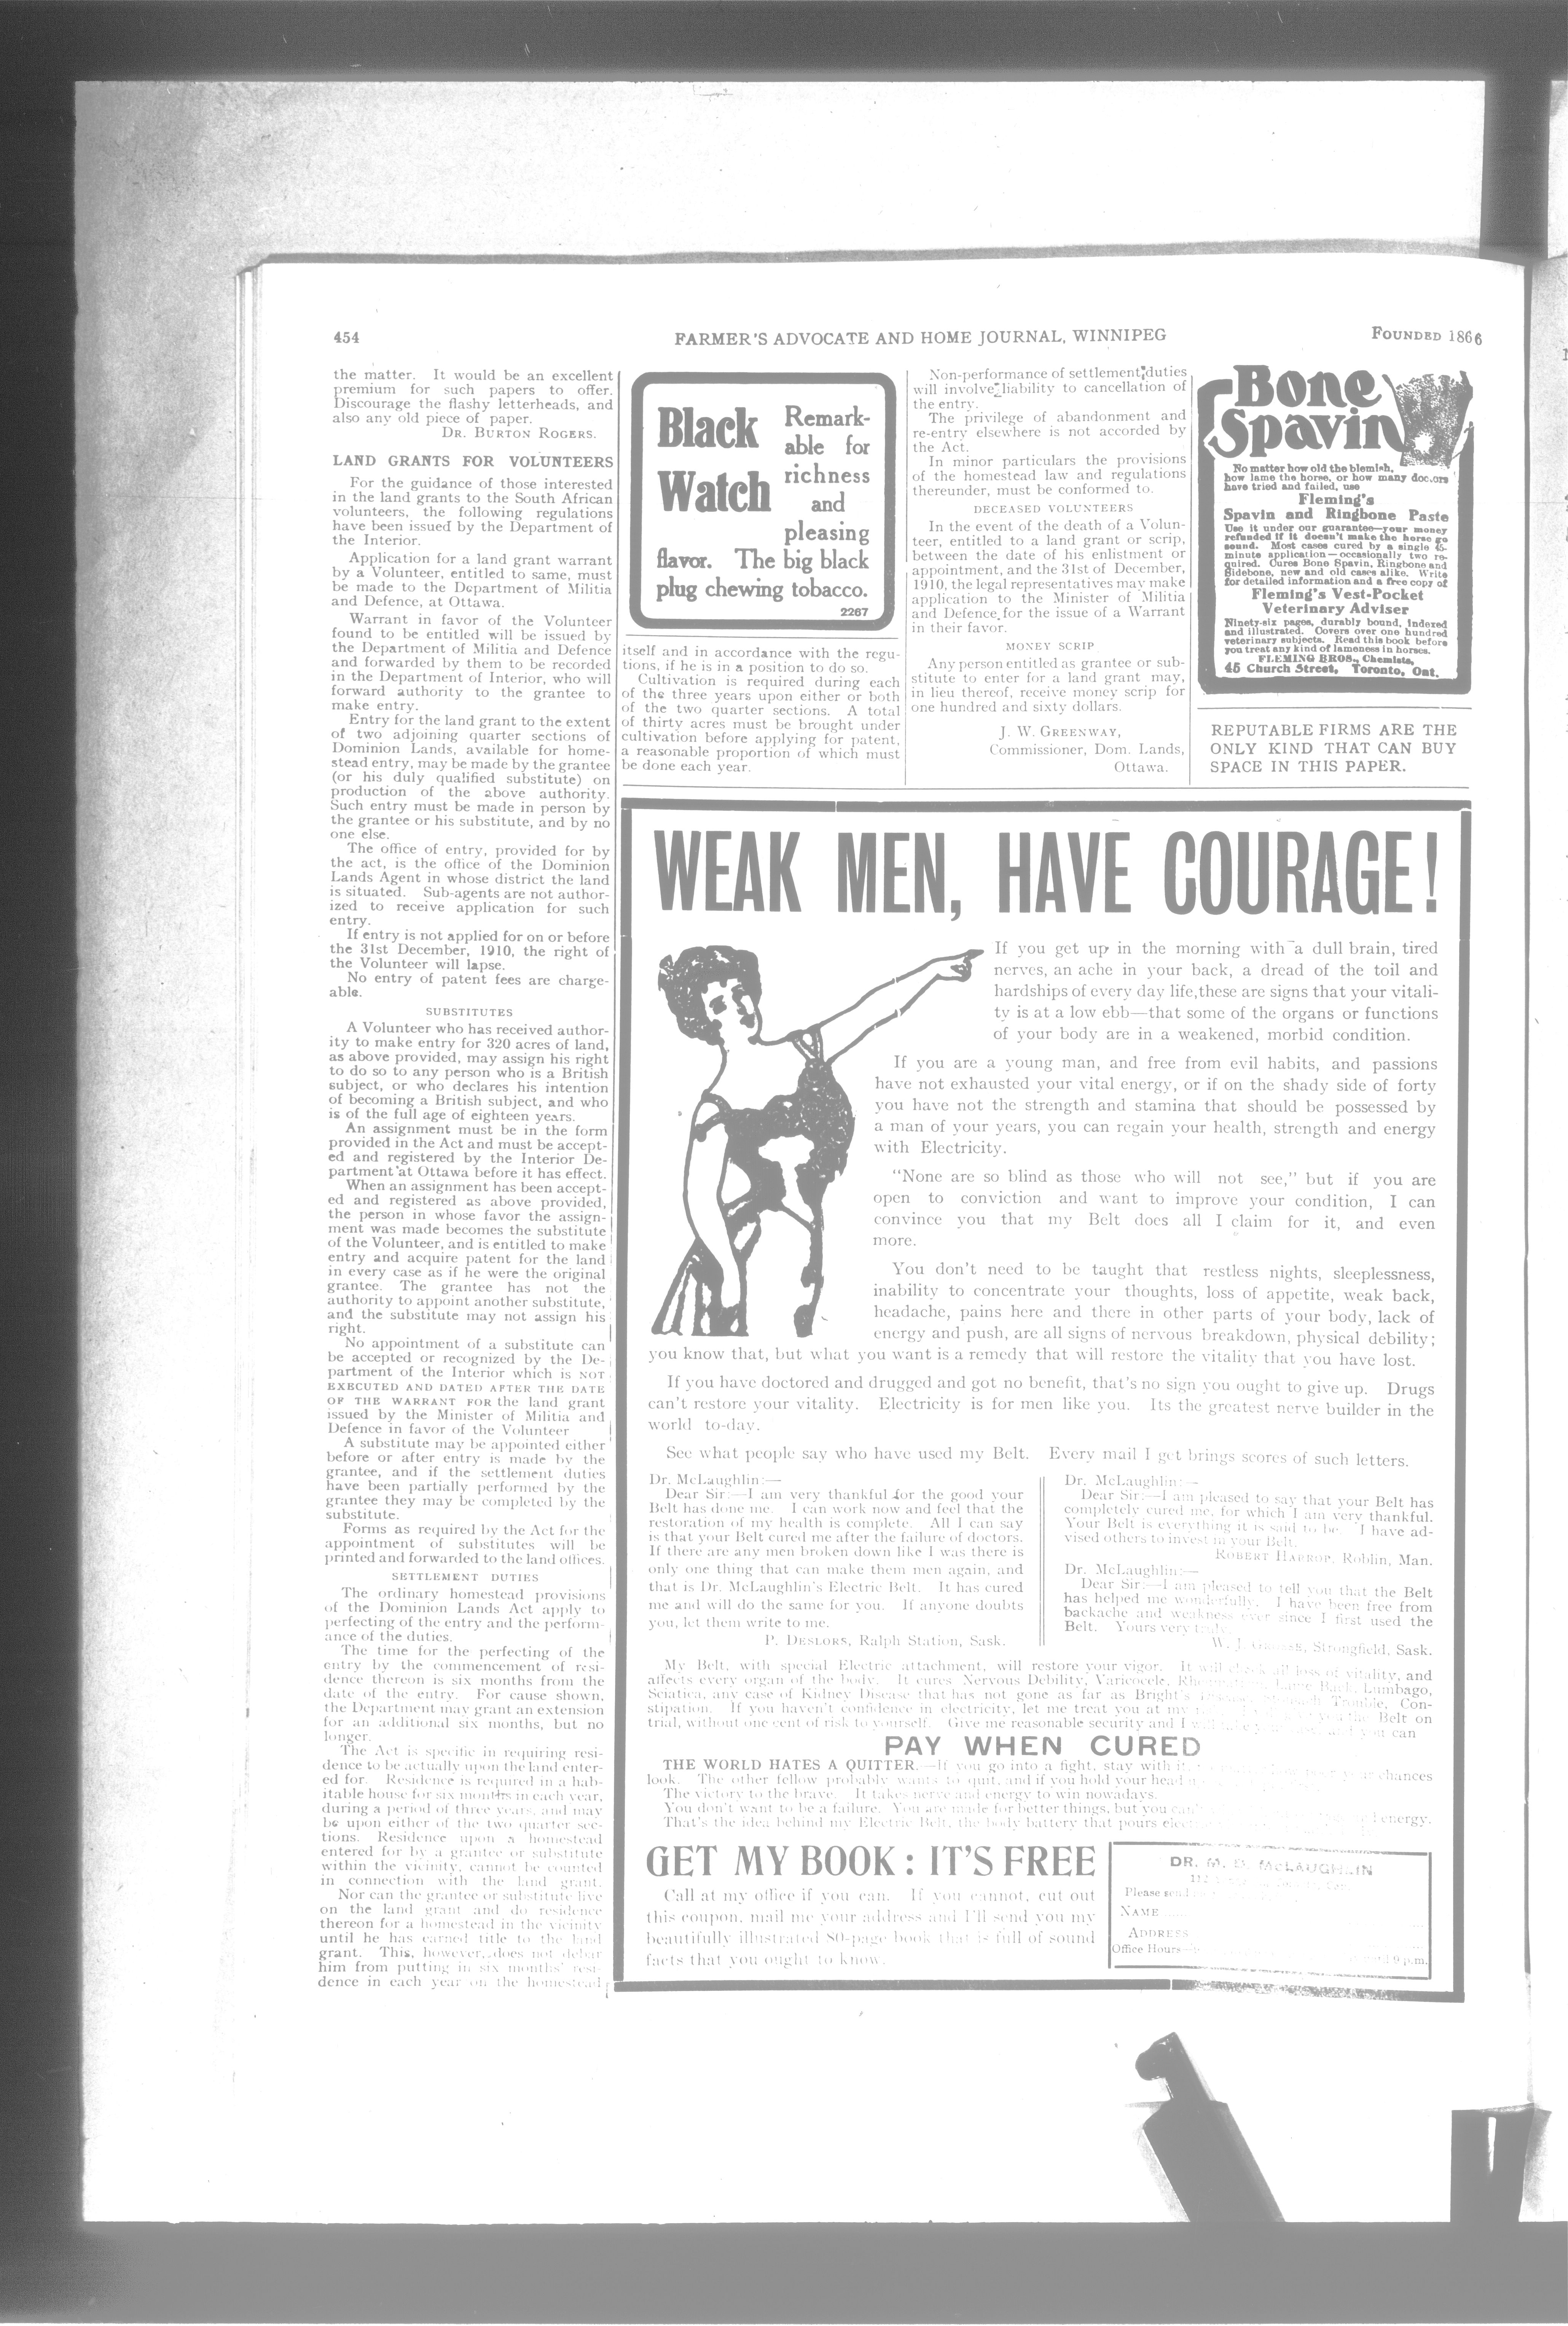 454
FARMER'S ADVOCATE AND HOME JOURNAL, WINNIPEG
FOUNDED 1866
the matter. It would be an excellent
premium for such papers to offer.
Discourage the flashy letterheads, and
also any old piece of paper.
DR. BURTON ROGERS.
LAND GRANTS FOR VOLUNTEERS
For the guidance of those interested
in the land grants to the South African
volunteers, the following regulations
have been issued by the Department of
the Interior.
Application for a land grant warrant
by a Volunteer, entitled to same, must
be made to the Department of Militia
and Defence, at Ottawa.
Warrant in favor of the Volunteer
found to be entitled will be issued by
the Department of Militia and Defence
and forwarded by them to be recorded
in the Department of Interior, who will
forward authority to the grantee to
make entry.
Entry for the land grant to the extent
of two adjoining quarter sections of
Dominion Lands, available for home-
stead entry, may be made by the grantee
(or his duly qualified substitute) on
production of the above authority.
Such entry must be made in person by
the grantee or his substitute, and by no
one else.
The office of entry, provided for by
the act, is the office of the Dominion
Lands Agent in whose district the land
is situated. Sub-agents are not author-
ized to receive application for such
entry.
If entry is not applied for on or before
the 31st December, 1910, the right of
the Volunteer will lapse.
No entry of patent fees are charge-
able.
SUBSTITUTES
A Volunteer who has received author-
ity to make entry for 320 acres of land,
as above provided, may assign his right
to do so to any person who is a British
subject, or who declares his intention
of becoming a British subject, and who
is of the full age of eighteen years.
An assignment must be in the form
provided in the Act and must be accept-
ed and registered by the Interior De-
partment at Ottawa before it has effect.
When an assignment has been accept-
ed and registered as above provided,
the person in whose favor the assign-
ment was made becomes the substitute
of the Volunteer, and is entitled to make
entry and acquire patent for the land
in every case as if he were the original
grantee. The grantee has not the
authority to appoint another substitute,
and the substitute may not assign his
right.
No appointment of a substitute can
be accepted or recognized by the De-
partment of the Interior which is NOT
EXECUTED AND DATED AFTER THE DATE
OF THE WARRANT FOR the land grant
issued by the Minister of Militia and
Defence in favor of the Volunteer
A substitute may be appointed either
before or after entry is made by the
grantee, and if the settlement duties
have been partially performed by the
grantee they may be completed by the
substitute.
Forms as required by the Act for the
appointment of substitutes will be
printed and forwarded to the land offices.
SETTLEMENT DUTIES
The ordinary homestead provisions
of the Dominion Lands Act apply to
perfecting of the entry and the perform-
ance of the duties.
The time for the perfecting of the
entry by the commencement of resi-
dence thereon is six months from the
date of the entry. For cause shown,
the Department may grant an extension
for an additional six months, but no
longer.
The Act is specific in requiring resi-
dence to be actually upon the land enter-
ed for. Residence is required in a hab-
itable house for six months in each year,
during a period of three years, and may
be upon either of the two quarter sec-
tions. Residence upon a homestead
entered for by a grantee or substitute
within the vicinity, cannot be counted
in connection with the land grant.
Nor can the grantee or substitute live
on the land grant and do residence
thereon for a homestead in the vicinity
until he has earned title to the land
grant. This, however, does not debar
him from putting in six months' resi-
dence in each year on the homestead
Black Watch
Remark-
able for
richness
and
pleasing
flavor. The big black
plug chewing tobacco.
2267
itself and in accordance with the regu-
tions, if he is in a position to do so.
Cultivation is required during each
of the three years upon either or both
of the two quarter sections. A total
of thirty acres must be brought under
cultivation before applying for patent,
a reasonable proportion of which must
be done each year.
Non-performance of settlement duties
will involve liability to cancellation of
the entry.
The privilege of abandonment and
re-entry elsewhere is not accorded by
the Act.
In minor particulars the provisions
of the homestead law and regulations
thereunder, must be conformed to.
DECEASED VOLUNTEERS
In the event of the death of a Volun-
teer, entitled to a land grant or scrip,
between the date of his enlistment or
appointment, and the 31st of December,
1910, the legal representatives may make
application to the Minister of Militia
and Defence for the issue of a Warrant
in their favor.
MONEY SCRIP
Any person entitled as grantee or sub-
stitute to enter for a land grant may,
in lieu thereof, receive money scrip for
one hundred and sixty dollars.
J. W. GREENWAY,
Commissioner, Dom. Lands,
Ottawa.
Bone
Spavin
No matter how old the blemish,
how lame the horse, or how many doctors
have tried and failed, use
Fleming's
Spavin and Ringbone Paste
Use it under our guarantee—your money
refunded if it doesn't make the horse go
sound. Most cases cured by a single 45-
minute application—occasionally two re-
quired. Cures Bone Spavin, Ringbone and
Sidebone, new and old cases alike. Write
for detailed information and a free copy of
Fleming's Vest-Pocket
Veterinary Adviser
Ninety-six pages, durably bound, indexed
and illustrated. Covers over one hundred
veterinary subjects. Read this book before
you treat any kind of lameness in horses.
FLEMING BROS., Chemists,
45 Church Street, Toronto, Ont.
REPUTABLE FIRMS ARE THE
ONLY KIND THAT CAN BUY
SPACE IN THIS PAPER.
WEAK MEN, HAVE COURAGE!
If you get up in the morning with a dull brain, tired
nerves, an ache in your back, a dread of the toil and
hardships of every day life,these are signs that your vitali-
ty is at a low ebb—that some of the organs or functions
of your body are in a weakened, morbid condition.
If you are a young man, and free from evil habits, and passions
have not exhausted your vital energy, or if on the shady side of forty
you have not the strength and stamina that should be possessed by
a man of your years, you can regain your health, strength and energy
with Electricity.
"None are so blind as those who will not see," but if you are
open to conviction and want to improve your condition, I can
convince you that my Belt does all I claim for it, and even
more.
You don't need to be taught that restless nights, sleeplessness,
inability to concentrate your thoughts, loss of appetite, weak back,
headache, pains here and there in other parts of your body, lack of
energy and push, are all signs of nervous breakdown, physical debility;
you know that, but what you want is a remedy that will restore the vitality that you have lost.
If you have doctored and drugged and got no benefit, that's no sign you ought to give up. Drugs
can't restore your vitality. Electricity is for men like you. Its the greatest nerve builder in the
world to-day.
See what people say who have used my Belt. Every mail I get brings scores of such letters.
Dr. McLaughlin:—
Dear Sir:—I am very thankful for the good your
Belt has done me. I can work now and feel that the
restoration of my health is complete. All I can say
is that your Belt cured me after the failure of doctors.
If there are any men broken down like I was there is
only one thing that can make them men again, and
that is Dr. McLaughlin's Electric Belt. It has cured
me and will do the same for you. If anyone doubts
you, let them write to me.
P. DESLORS, Ralph Station, Sask.
Dr. McLaughlin:—
Dear Sir:—I am pleased to say that your Belt has
completely cured me, for which I am very thankful.
Your Belt is everything it is said to be. I have ad-
vised others to invest in your Belt.
ROBERT HARROP, Roblin, Man.
Dr. McLaughlin:—
Dear Sir:—I am pleased to tell you that the Belt
has helped me wonderfully. I have been free from
backache and weakness ever since I first used the
Belt. Yours very truly,
W. J. Strongfield, Sask.
My Belt, with special Electric attachment, will restore your vigor. It will check all loss of vitality, and
affects every organ of the body. It cures Nervous Debility, Varicocele, Lame Back, Lumbago,
Sciatica, any case of Kidney Disease that has not gone as far as Bright's Disease, Stomach Trouble, Con-
stipation. If you haven't confidence in electricity, let me treat you at my you the Belt on
trial, without one cent of risk to yourself. Give me reasonable security and I you can
PAY WHEN CURED
THE WORLD HATES A QUITTER.—If you go into a fight, stay with it. your chances
look. The other fellow probably wants to quit, and if you hold your head
The victory to the brave. It takes nerve and energy to win nowadays.
You don't want to be a failure. You are made for better things, but you can't
That's the idea behind my Electric Belt, the body battery that pours energy.
GET MY BOOK: IT'S FREE
Call at my office if you can. If you cannot, cut out
this coupon, mail me your address and I'll send you my
beautifully illustrated 80-page book that is full of sound
facts that you ought to know.
DR. M. D. McLAUGHLIN
112
Please send
NAME
ADDRESS
Office Hours 9 p.m.